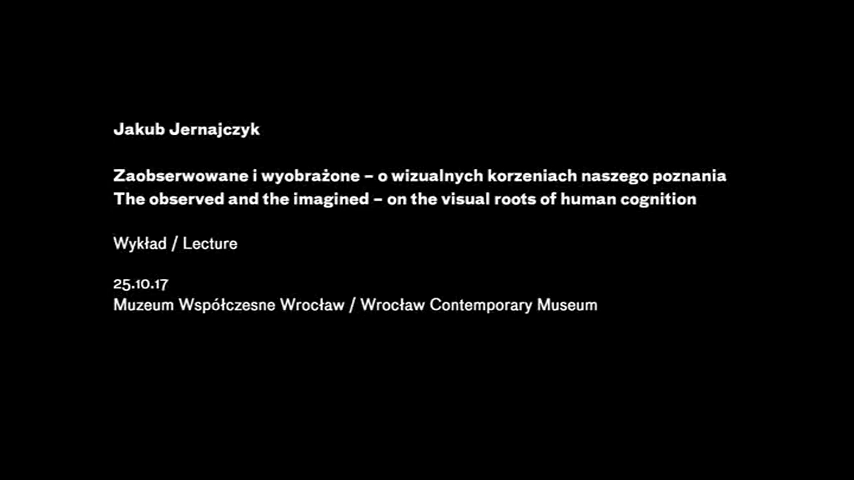 Jakub Jernajczyk
Zaobserwowane i wyobrażone – o wizualnych korzeniach naszego poznania
The observed and the imagined – on the visual roots of human cognition
Wykład / Lecture
25.10.17
Muzeum Współczesne Wrocław / Wrocław Contemporary Museum